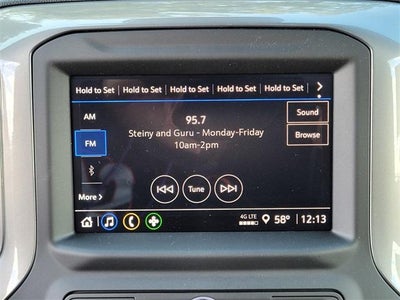 Hold to Set Hold to Set Hold to Set Hold to Set Hold to Set >
AM
95.7
Sound
FM
Steiny and Guru - Monday-Friday
10am-2pm
Browse
Tune
More >
4G LTE
58° 12:13